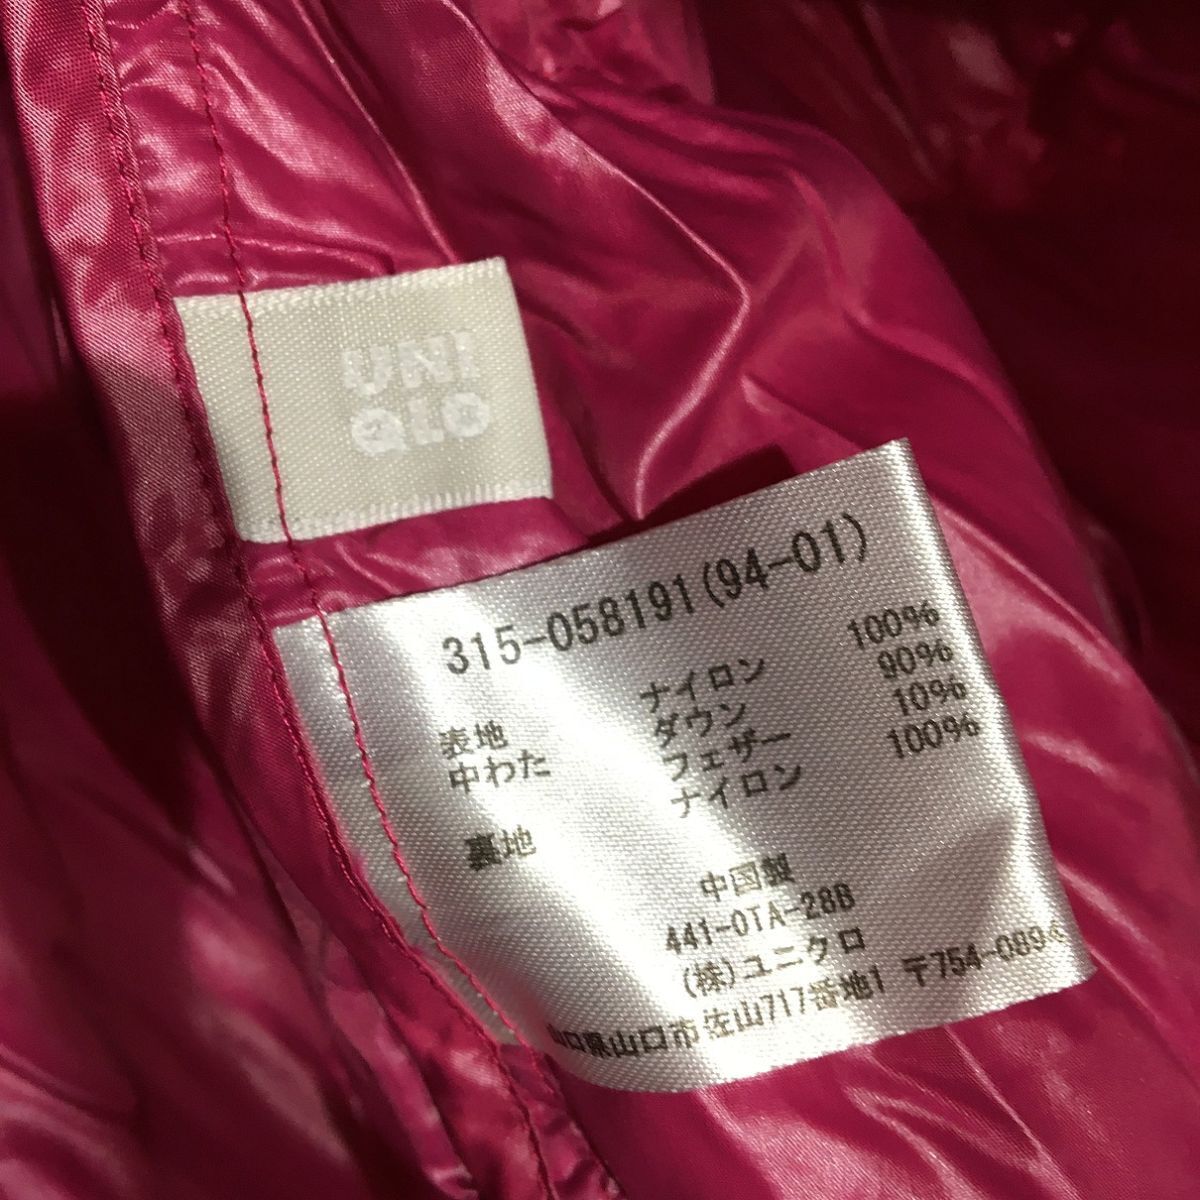 UNI
QLO
315-058191(94-01)
表地 ナイロン 100%
中わた ダウン 90%
フェザー 10%
裏地 ナイロン 100%
中国製
441-0TA-28B
(株)ユニクロ
山口県山口市佐山717番地1 〒754-0894